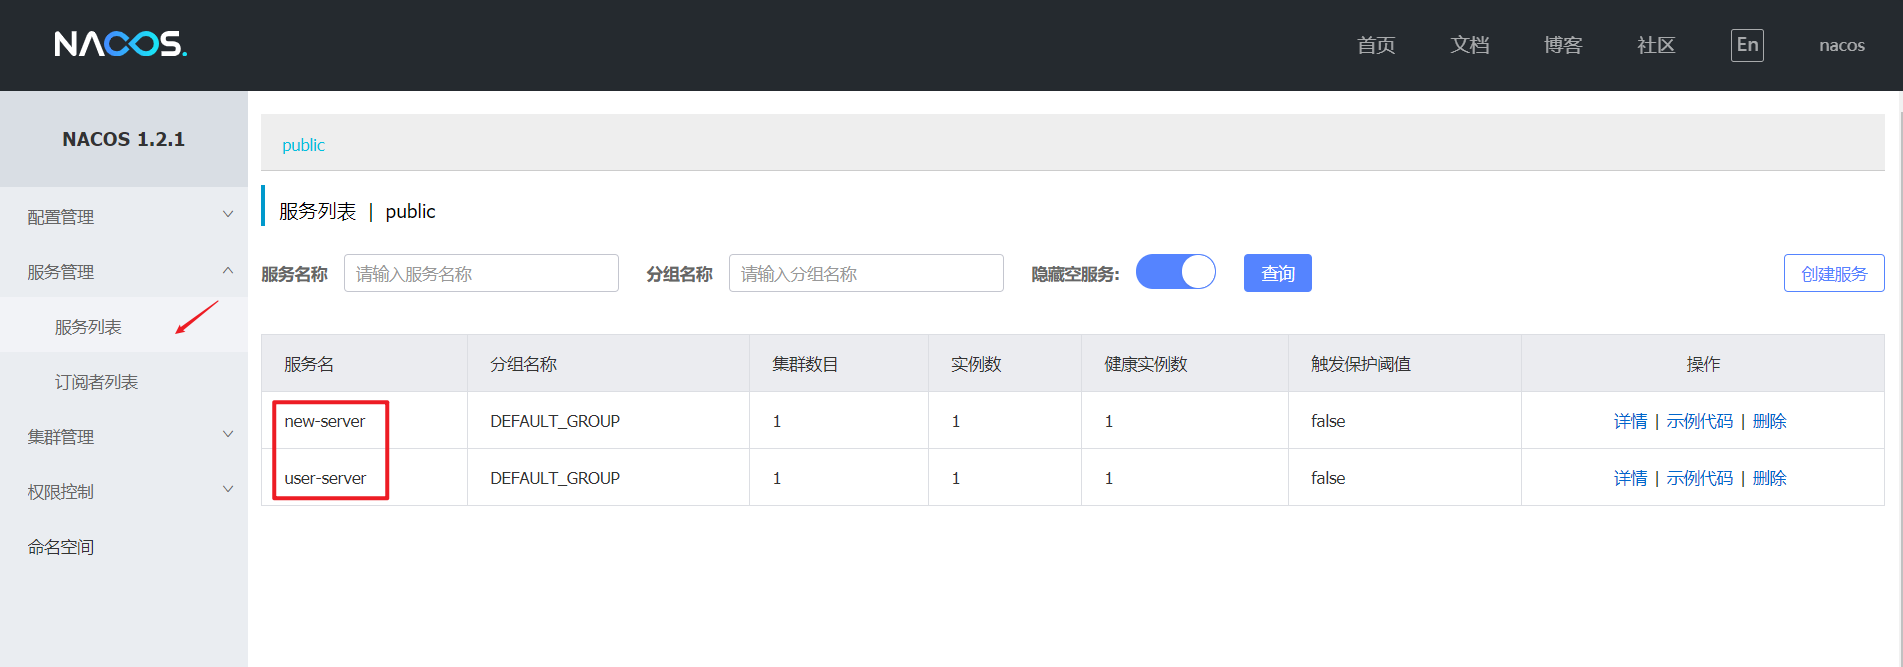 NACOS.
首页 文档 博客 社区 En nacos
NACOS 1.2.1
配置管理
服务管理
服务列表
订阅者列表
集群管理
权限控制
命名空间
public
服务列表 | public
服务名称 请输入服务名称 分组名称 请输入分组名称 隐藏空服务: 查询 创建服务
服务名 分组名称 集群数目 实例数 健康实例数 触发保护阈值 操作
new-server DEFAULT_GROUP 1 1 1 false 详情 | 示例代码 | 删除
user-server DEFAULT_GROUP 1 1 1 false 详情 | 示例代码 | 删除